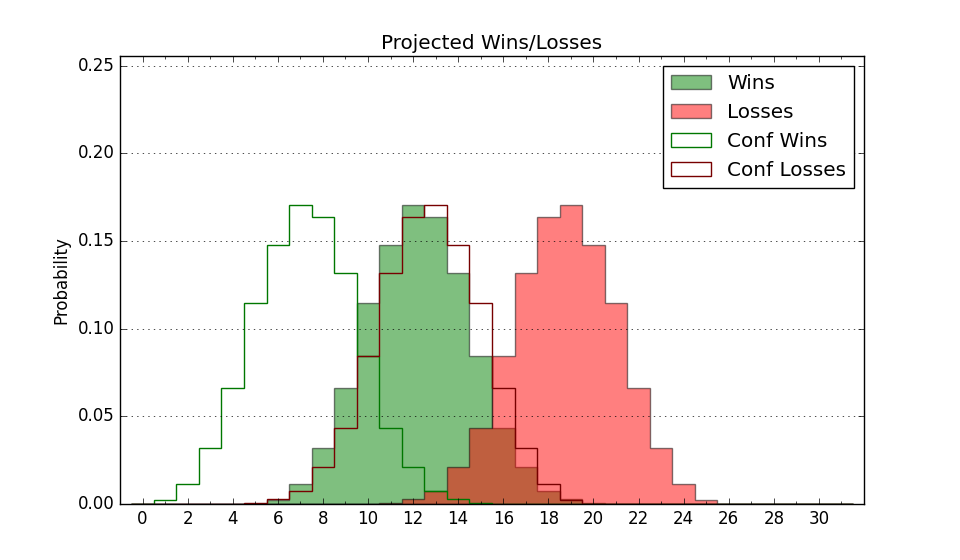 Projected Wins/Losses
0.25
0.20
0.15
0.10
0.05
0.00
Probability
Wins
Losses
Conf Wins
Conf Losses
0 2 4 6 8 10 12 14 16 18 20 22 24 26 28 30